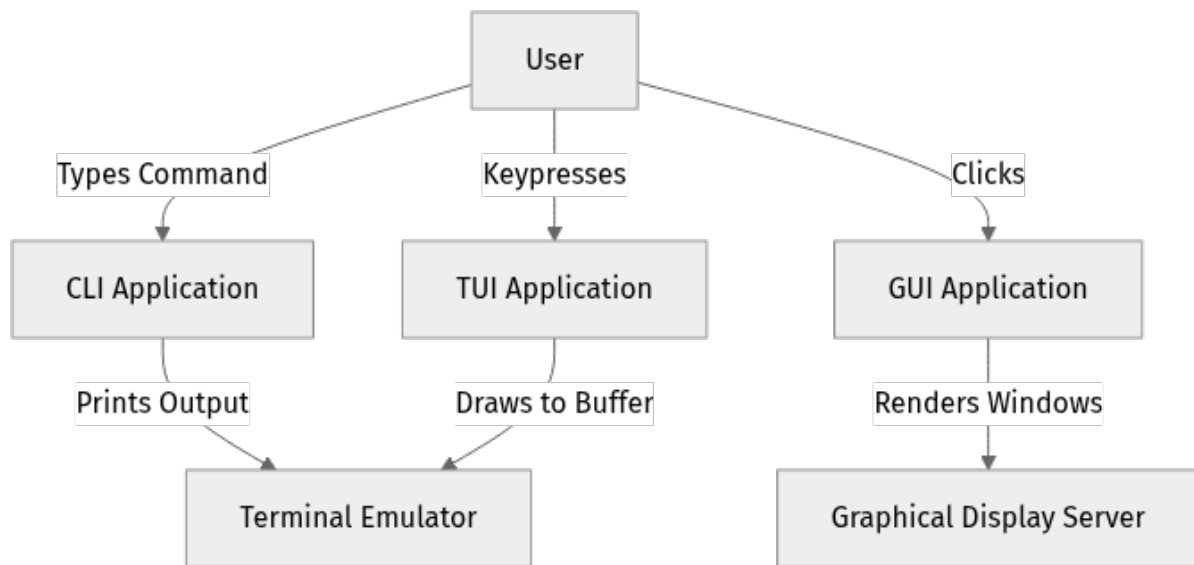 User
Types Command
Keypresses
Clicks
CLI Application
TUI Application
GUI Application
Prints Output
Draws to Buffer
Renders Windows
Terminal Emulator
Graphical Display Server